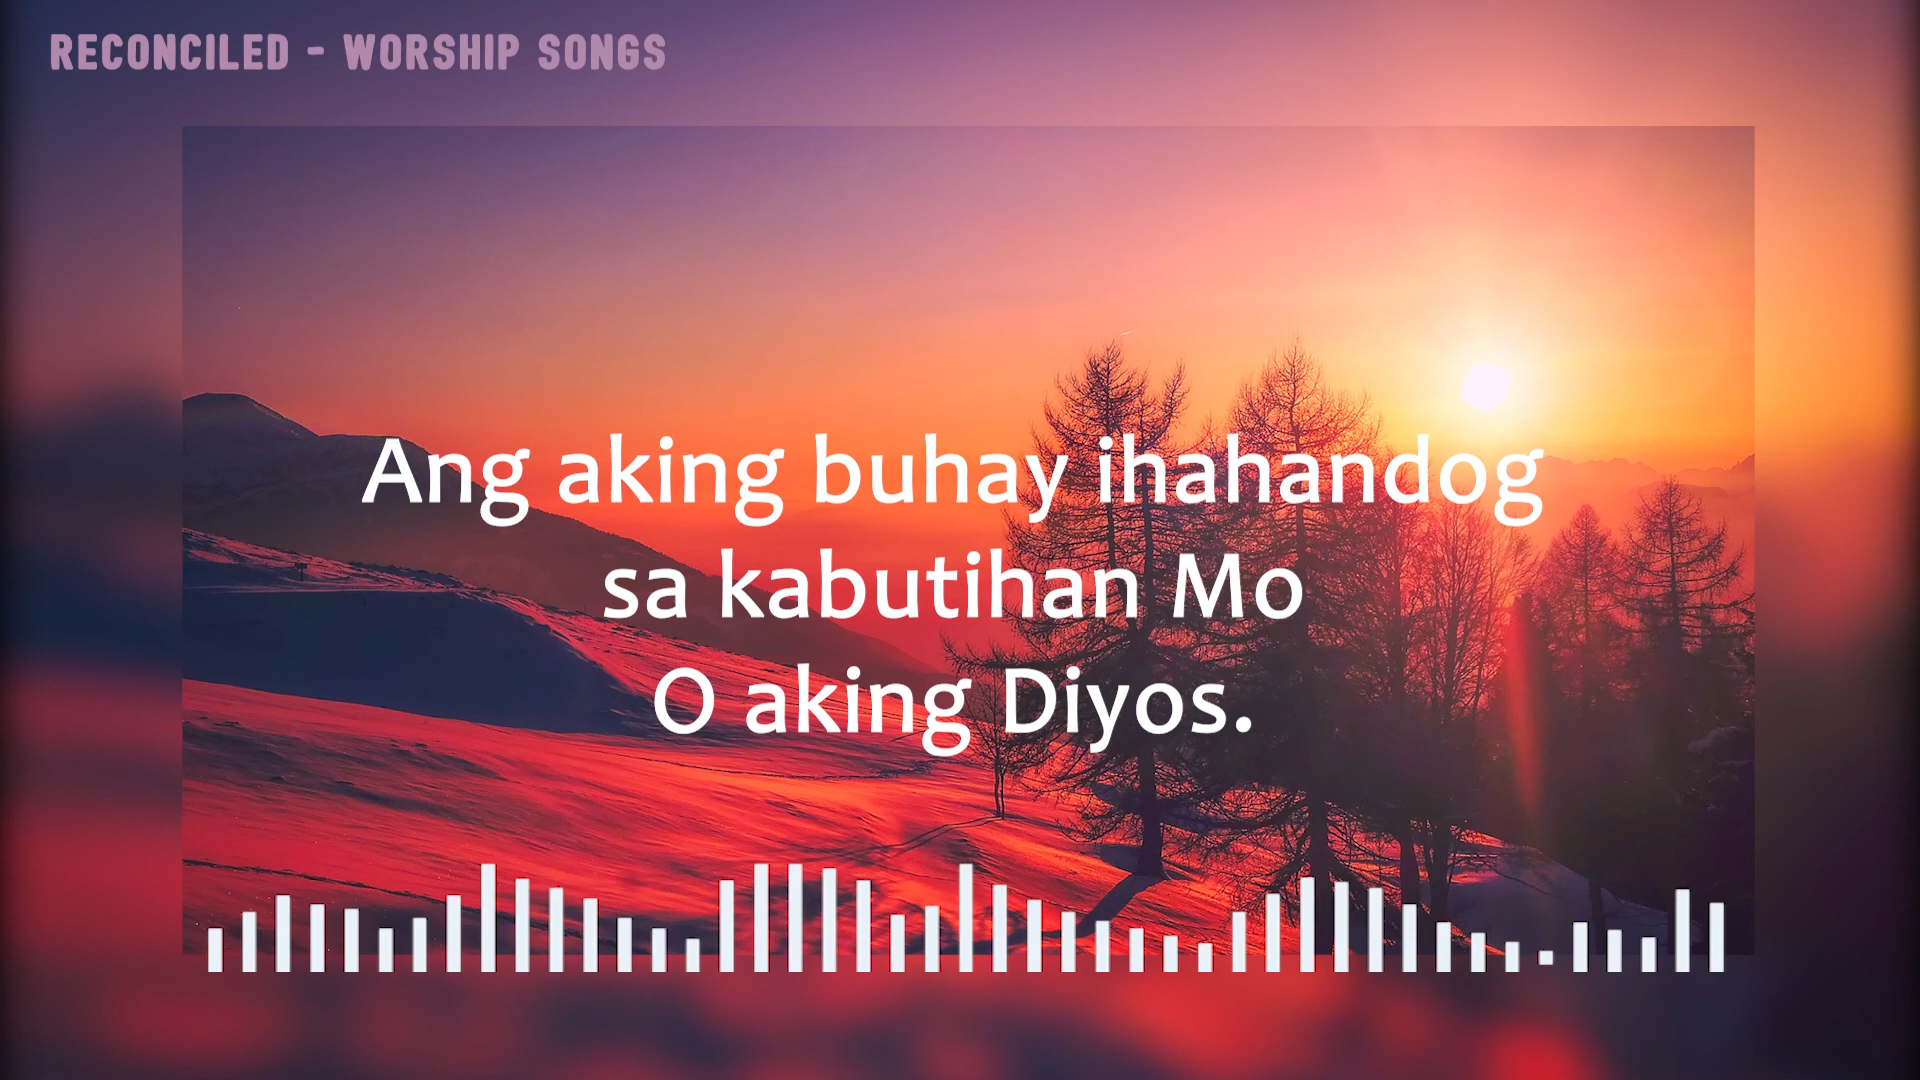 RECONCILED - WORSHIP SONGS
Ang aking buhay ihahandog
sa kabutihan Mo
O aking Diyos.